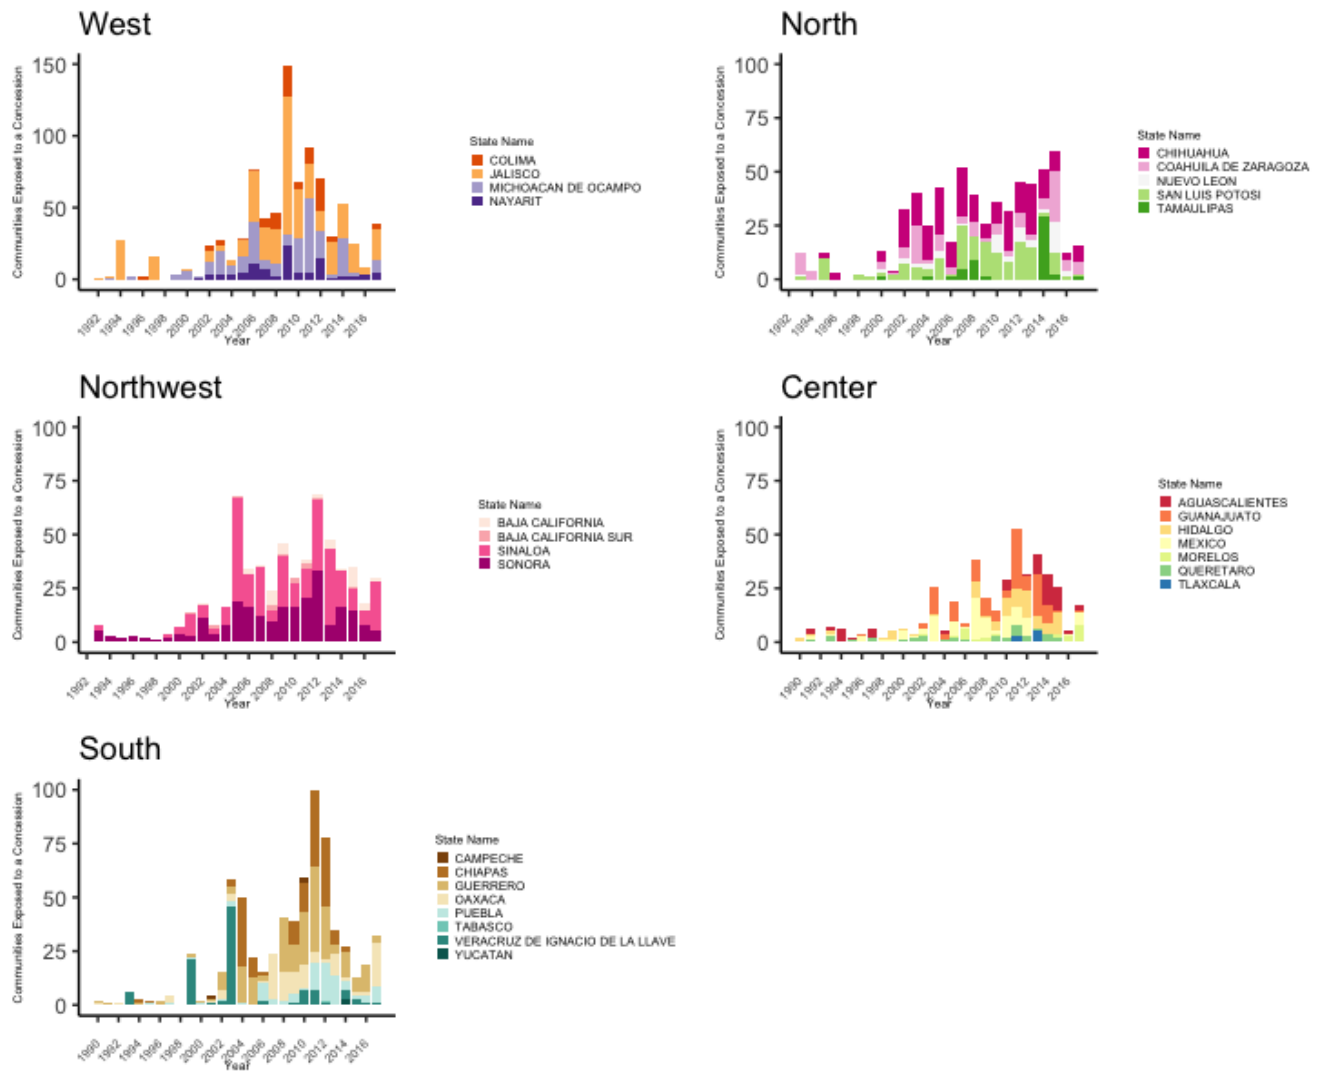 West
Communities Exposed to a Concession
150
100
50
0
1992 1994 1996 1998 2000 2002 2004 2006 2008 2010 2012 2014 2016
Year
State Name
COLIMA
JALISCO
MICHOACAN DE OCAMPO
NAYARIT
North
Communities Exposed to a Concession
100
75
50
25
0
1992 1994 1996 1998 2000 2002 2004 2006 2008 2010 2012 2014 2016
Year
State Name
CHIHUAHUA
COAHUILA DE ZARAGOZA
NUEVO LEON
SAN LUIS POTOSI
TAMAULIPAS
Northwest
Communities Exposed to a Concession
100
75
50
25
0
1992 1994 1996 1998 2000 2002 2004 2006 2008 2010 2012 2014 2016
Year
State Name
BAJA CALIFORNIA
BAJA CALIFORNIA SUR
SINALOA
SONORA
Center
Communities Exposed to a Concession
100
75
50
25
0
1990 1992 1994 1996 1998 2000 2002 2004 2006 2008 2010 2012 2014 2016
Year
State Name
AGUASCALIENTES
GUANAJUATO
HIDALGO
MEXICO
MORELOS
QUERETARO
TLAXCALA
South
Communities Exposed to a Concession
100
75
50
25
0
1990 1992 1994 1996 1998 2000 2002 2004 2006 2008 2010 2012 2014 2016
Year
State Name
CAMPECHE
CHIAPAS
GUERRERO
OAXACA
PUEBLA
TABASCO
VERACRUZ DE IGNACIO DE LA LLAVE
YUCATAN